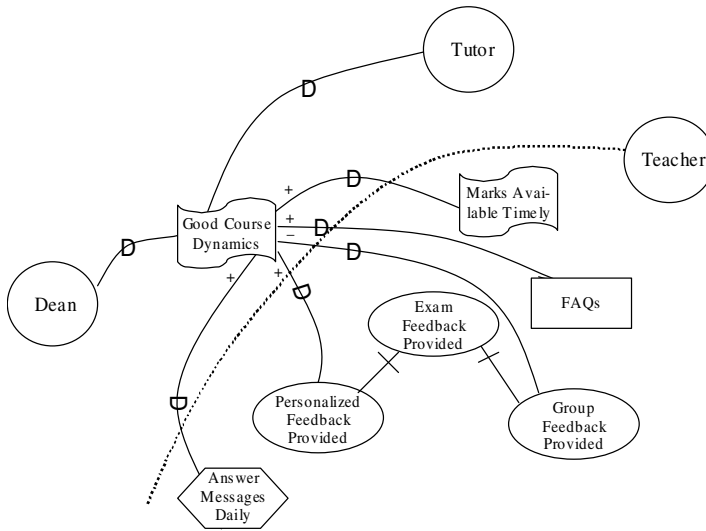 Tutor
D
Teacher
+
D
Marks Avai-
lable Timely
Good Course
Dynamics
+
D
−
D
D
+
+
D
Dean
FAQs
Exam
Feedback
Provided
Personalized
Feedback
Provided
Group
Feedback
Provided
D
Answer
Messages
Daily